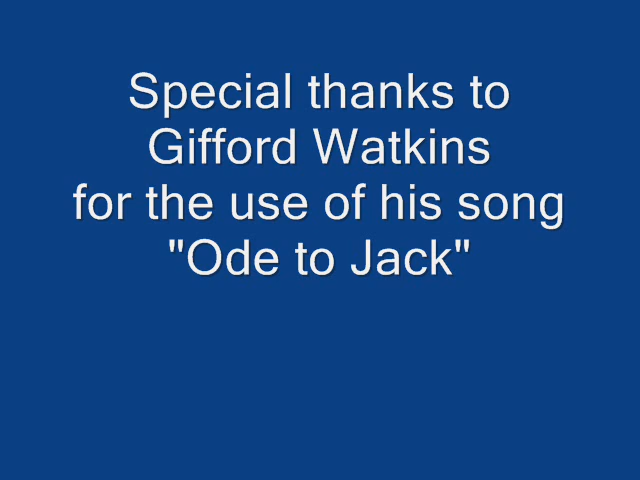 Special thanks to
Gifford Watkins
for the use of his song
"Ode to Jack"